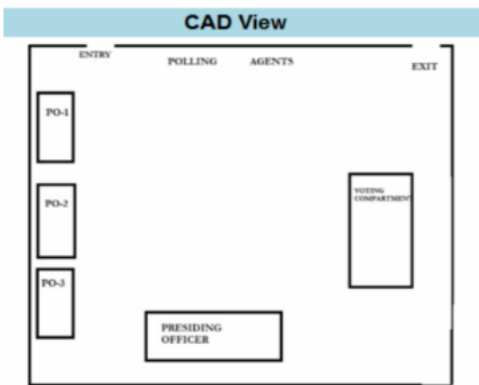 CAD View
ENTRY
POLLING AGENTS
EXIT
PO-1
PO-2
VOTING
COMPARTMENT
PO-3
PRESIDING
OFFICER